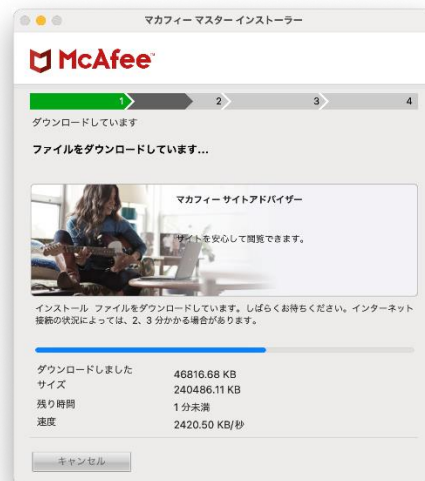 マカフィー マスター インストーラー
McAfee™
1 2 3 4
ダウンロードしています
ファイルをダウンロードしています...
マカフィー サイトアドバイザー
サイトを安心して閲覧できます。
インストール ファイルをダウンロードしています。しばらくお待ちください。インターネット
接続の状況によっては、2、3 分かかる場合があります。
ダウンロードしました 46816.68 KB
サイズ 240486.11 KB
残り時間 1 分未満
速度 2420.50 KB/秒
キャンセル